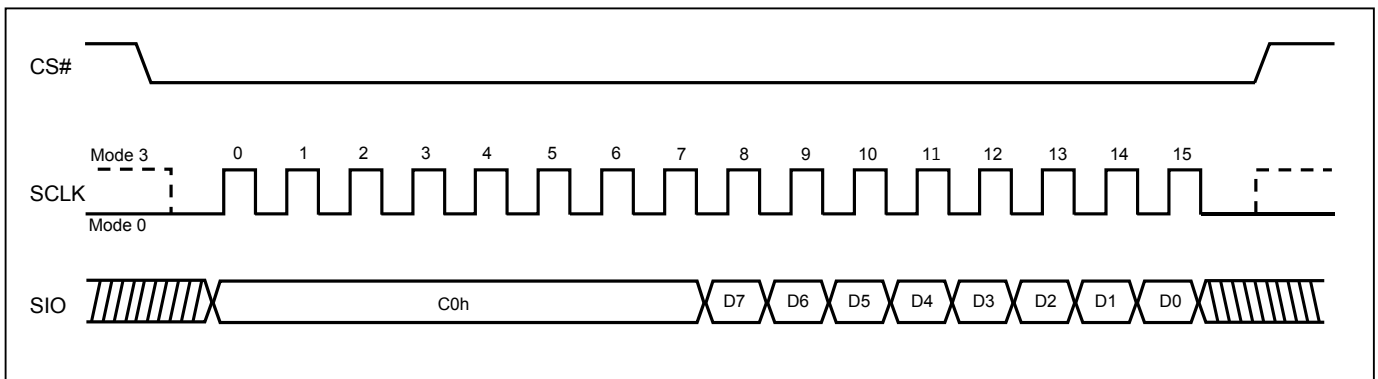 CS#
Mode 3
0 1 2 3 4 5 6 7 8 9 10 11 12 13 14 15
SCLK
Mode 0
SIO
C0h D7 D6 D5 D4 D3 D2 D1 D0